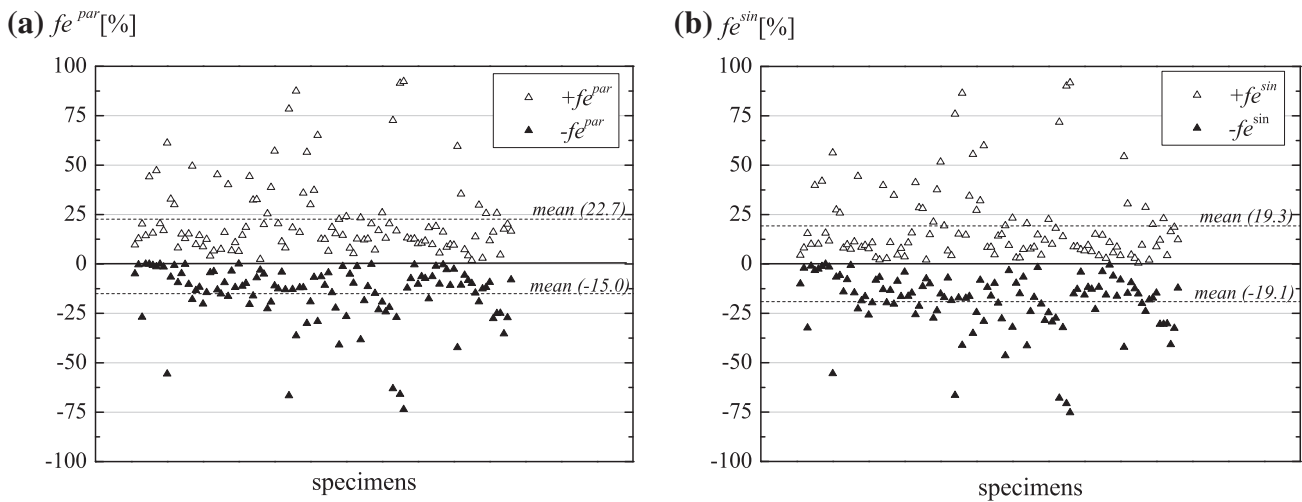 (a) fe par[%]
100
75
50
25
0
-25
-50
-75
-100
+fe par
-fe par
mean (22.7)
mean (-15.0)
specimens
(b) fe sin[%]
100
75
50
25
0
-25
-50
-75
-100
+fe sin
-fe sin
mean (19.3)
mean (-19.1)
specimens